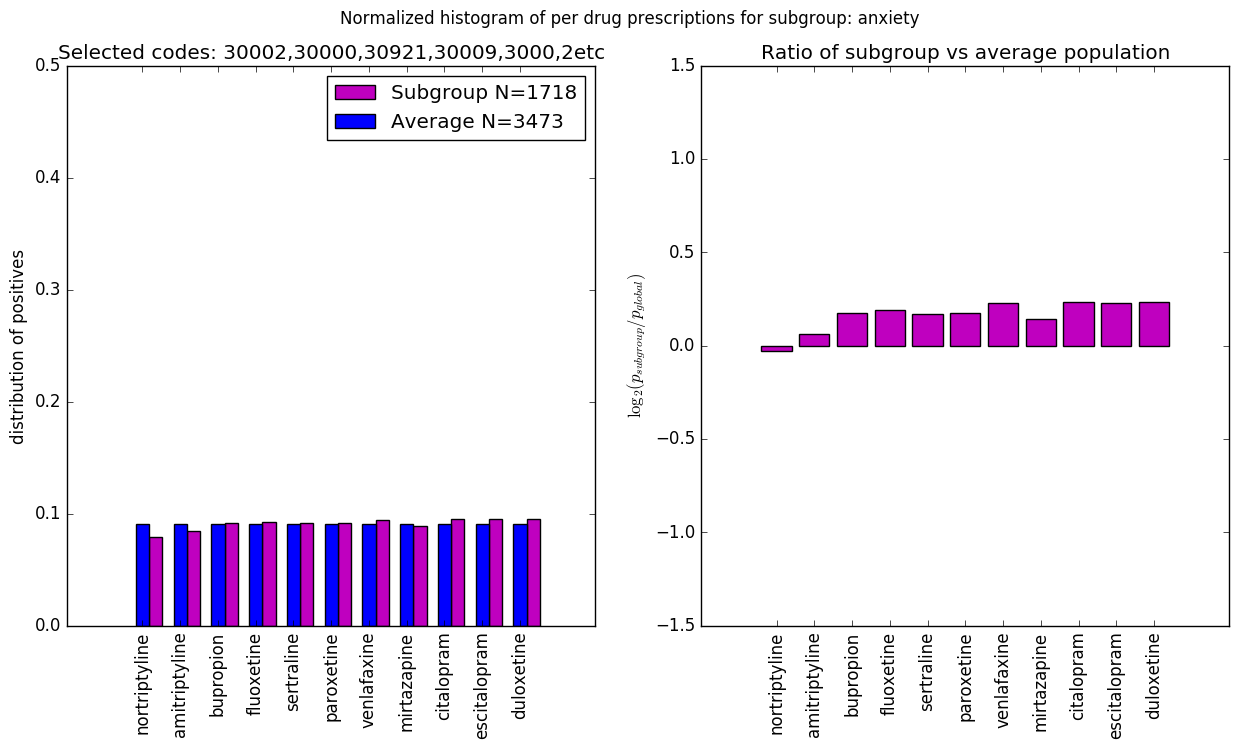 Normalized histogram of per drug prescriptions for subgroup: anxiety
Selected codes: 30002,30000,30921,30009,3000,2etc
Subgroup N=1718
Average N=3473
distribution of positives
0.5
0.4
0.3
0.2
0.1
0.0
nortriptyline
amitriptyline
bupropion
fluoxetine
sertraline
paroxetine
venlafaxine
mirtazapine
citalopram
escitalopram
duloxetine
Ratio of subgroup vs average population
log₂(p_subgroup/p_global)
1.5
1.0
0.5
0.0
−0.5
−1.0
−1.5
nortriptyline
amitriptyline
bupropion
fluoxetine
sertraline
paroxetine
venlafaxine
mirtazapine
citalopram
escitalopram
duloxetine